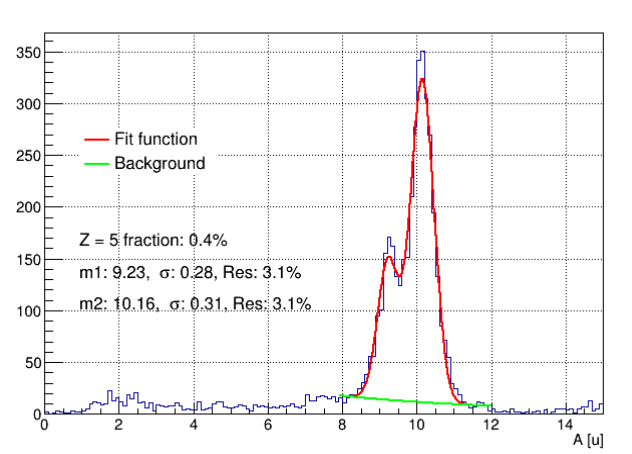 350
300
250
200
150
100
50
0
Fit function
Background
Z = 5 fraction: 0.4%
m1: 9.23, σ: 0.28, Res: 3.1%
m2: 10.16, σ: 0.31, Res: 3.1%
0 2 4 6 8 10 12 14
A [u]